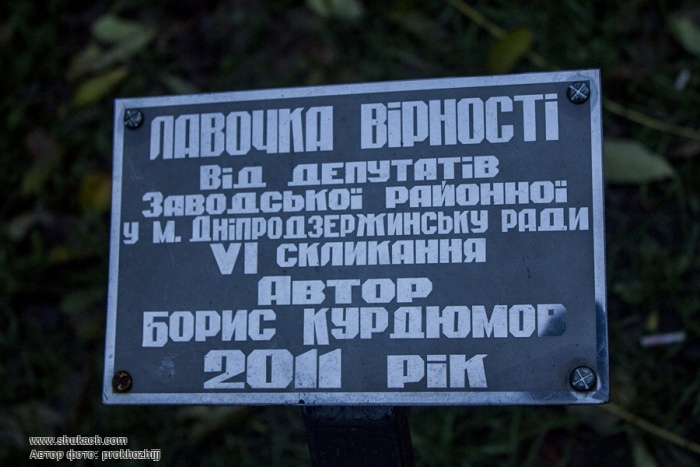 ЛАВОЧКА ВІРНОСТІ
ВІД ДЕПУТАТІВ
ЗАВОДСЬКОЇ РАЙОННОЇ
У М. ДНІПРОДЗЕРЖИНСЬКУ РАДИ
VI СКЛИКАННЯ
АВТОР
БОРИС КУРДЮМОВ
2011 РІК
www.shukach.com
Автор фото: prokhozhijj